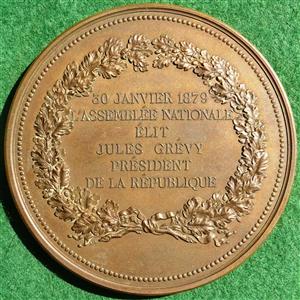 30 JANVIER 1879
L'ASSEMBLÉE NATIONALE
ÉLIT
JULES GRÉVY
PRÉSIDENT
DE LA RÉPUBLIQUE